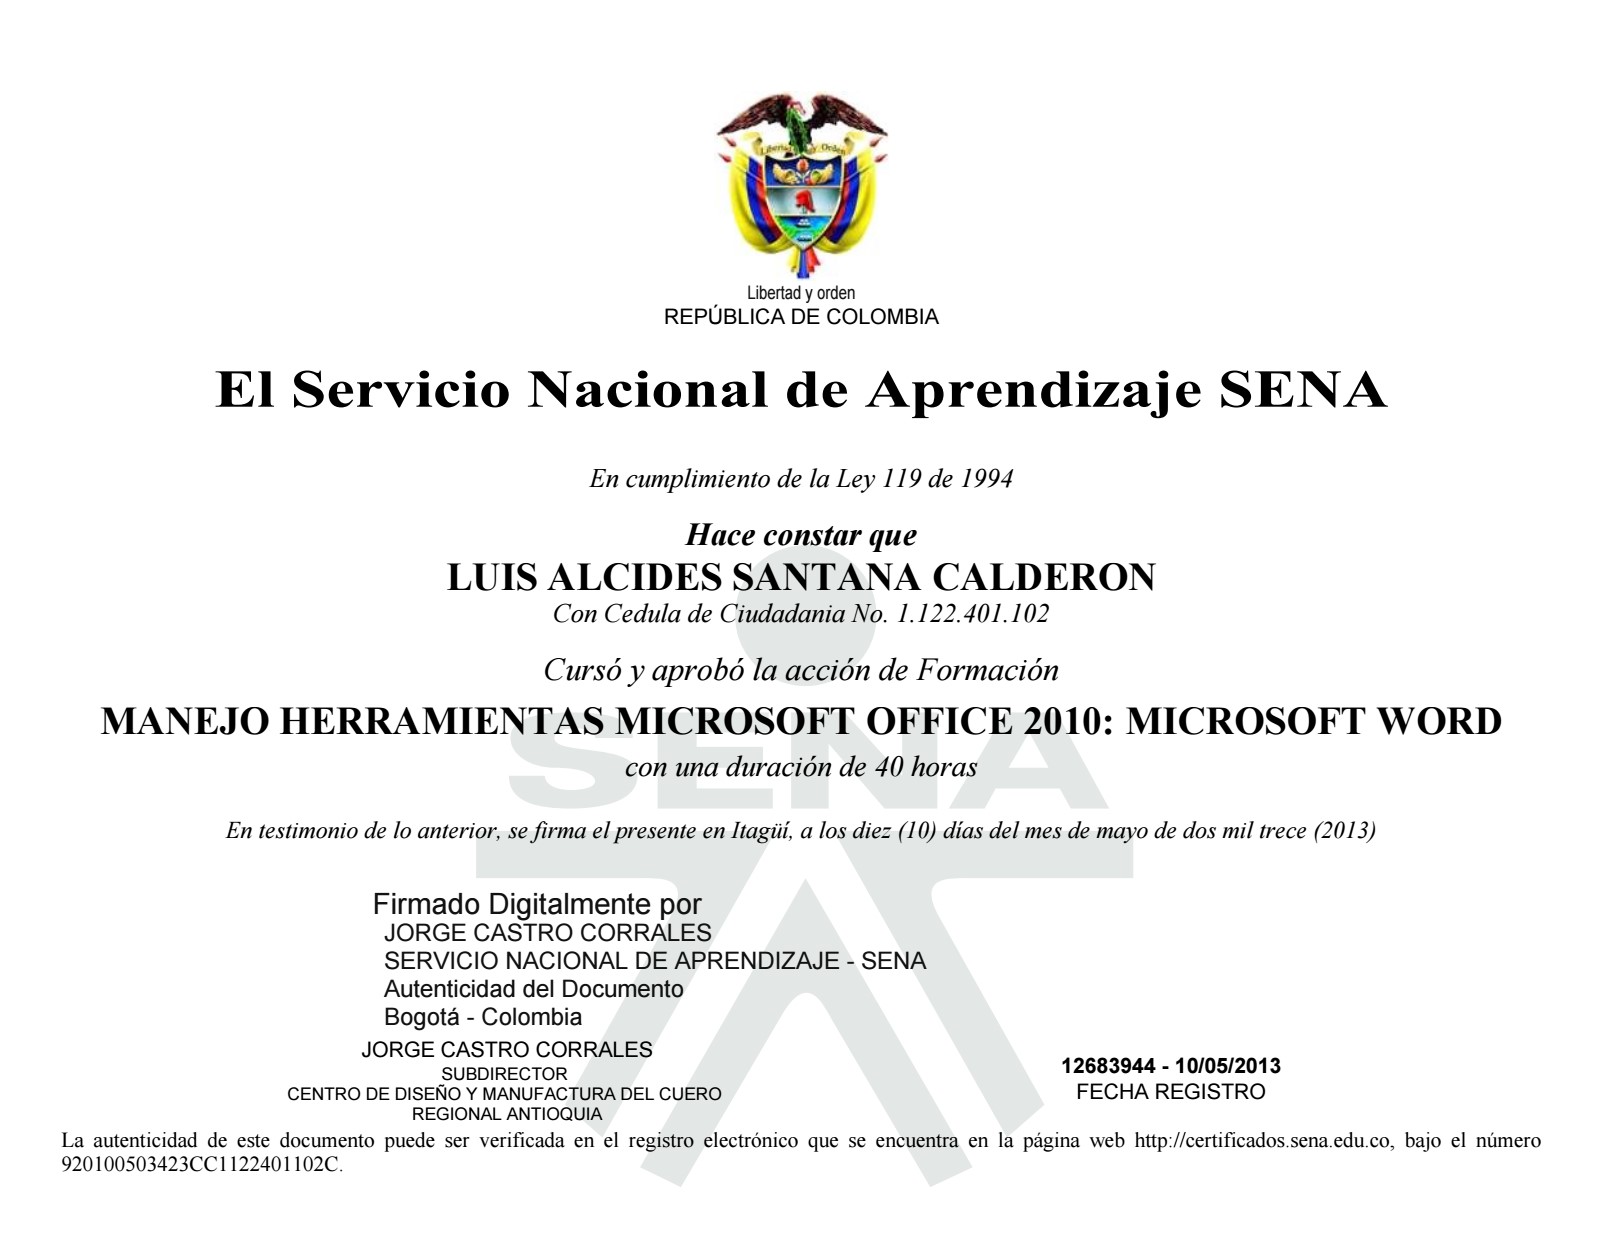 Libertad y Orden
Libertad y orden
REPÚBLICA DE COLOMBIA
El Servicio Nacional de Aprendizaje SENA
En cumplimiento de la Ley 119 de 1994
Hace constar que
LUIS ALCIDES SANTANA CALDERON
Con Cedula de Ciudadania No. 1.122.401.102
Cursó y aprobó la acción de Formación
MANEJO HERRAMIENTAS MICROSOFT OFFICE 2010: MICROSOFT WORD
SENA
con una duración de 40 horas
En testimonio de lo anterior, se firma el presente en Itagüí, a los diez (10) días del mes de mayo de dos mil trece (2013)
Firmado Digitalmente por
JORGE CASTRO CORRALES
SERVICIO NACIONAL DE APRENDIZAJE - SENA
Autenticidad del Documento
Bogotá - Colombia
JORGE CASTRO CORRALES
SUBDIRECTOR
CENTRO DE DISEÑO Y MANUFACTURA DEL CUERO
REGIONAL ANTIOQUIA
12683944 - 10/05/2013
FECHA REGISTRO
La autenticidad de este documento puede ser verificada en el registro electrónico que se encuentra en la página web http://certificados.sena.edu.co, bajo el número
920100503423CC1122401102C.